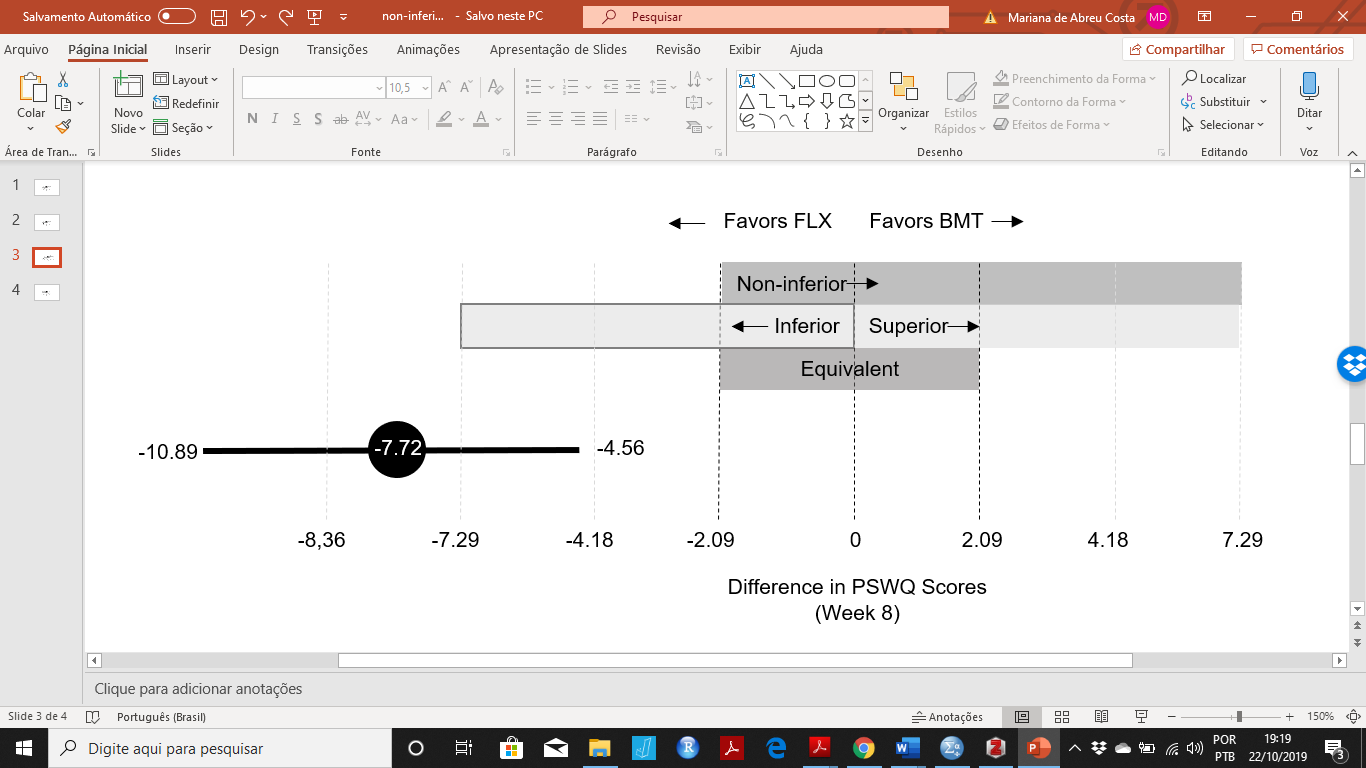 Salvamento Automático
non-inferi... - Salvo neste PC
Pesquisar
Mariana de Abreu Costa
MD
Arquivo
Página Inicial
Inserir
Design
Transições
Animações
Apresentação de Slides
Revisão
Exibir
Ajuda
Compartilhar
Comentários
Colar
Novo
Slide
Layout
Redefinir
Seção
10,5
N I S S ab AV Aa
A A
Organizar
Estilos
Rápidos
Preenchimento da Forma
Contorno da Forma
Efeitos de Forma
Localizar
Substituir
Selecionar
Ditar
Área de Tran...
Slides
Fonte
Parágrafo
Desenho
Editando
Voz
1
2
3
4
Favors FLX
Favors BMT
Non-inferior
Inferior
Superior
Equivalent
-10.89
-7.72
-4.56
-8,36
-7.29
-4.18
-2.09
0
2.09
4.18
7.29
Difference in PSWQ Scores
(Week 8)
Clique para adicionar anotações
Slide 3 de 4
Português (Brasil)
Anotações
150%
Digite aqui para pesquisar
POR
PTB
19:19
22/10/2019
3